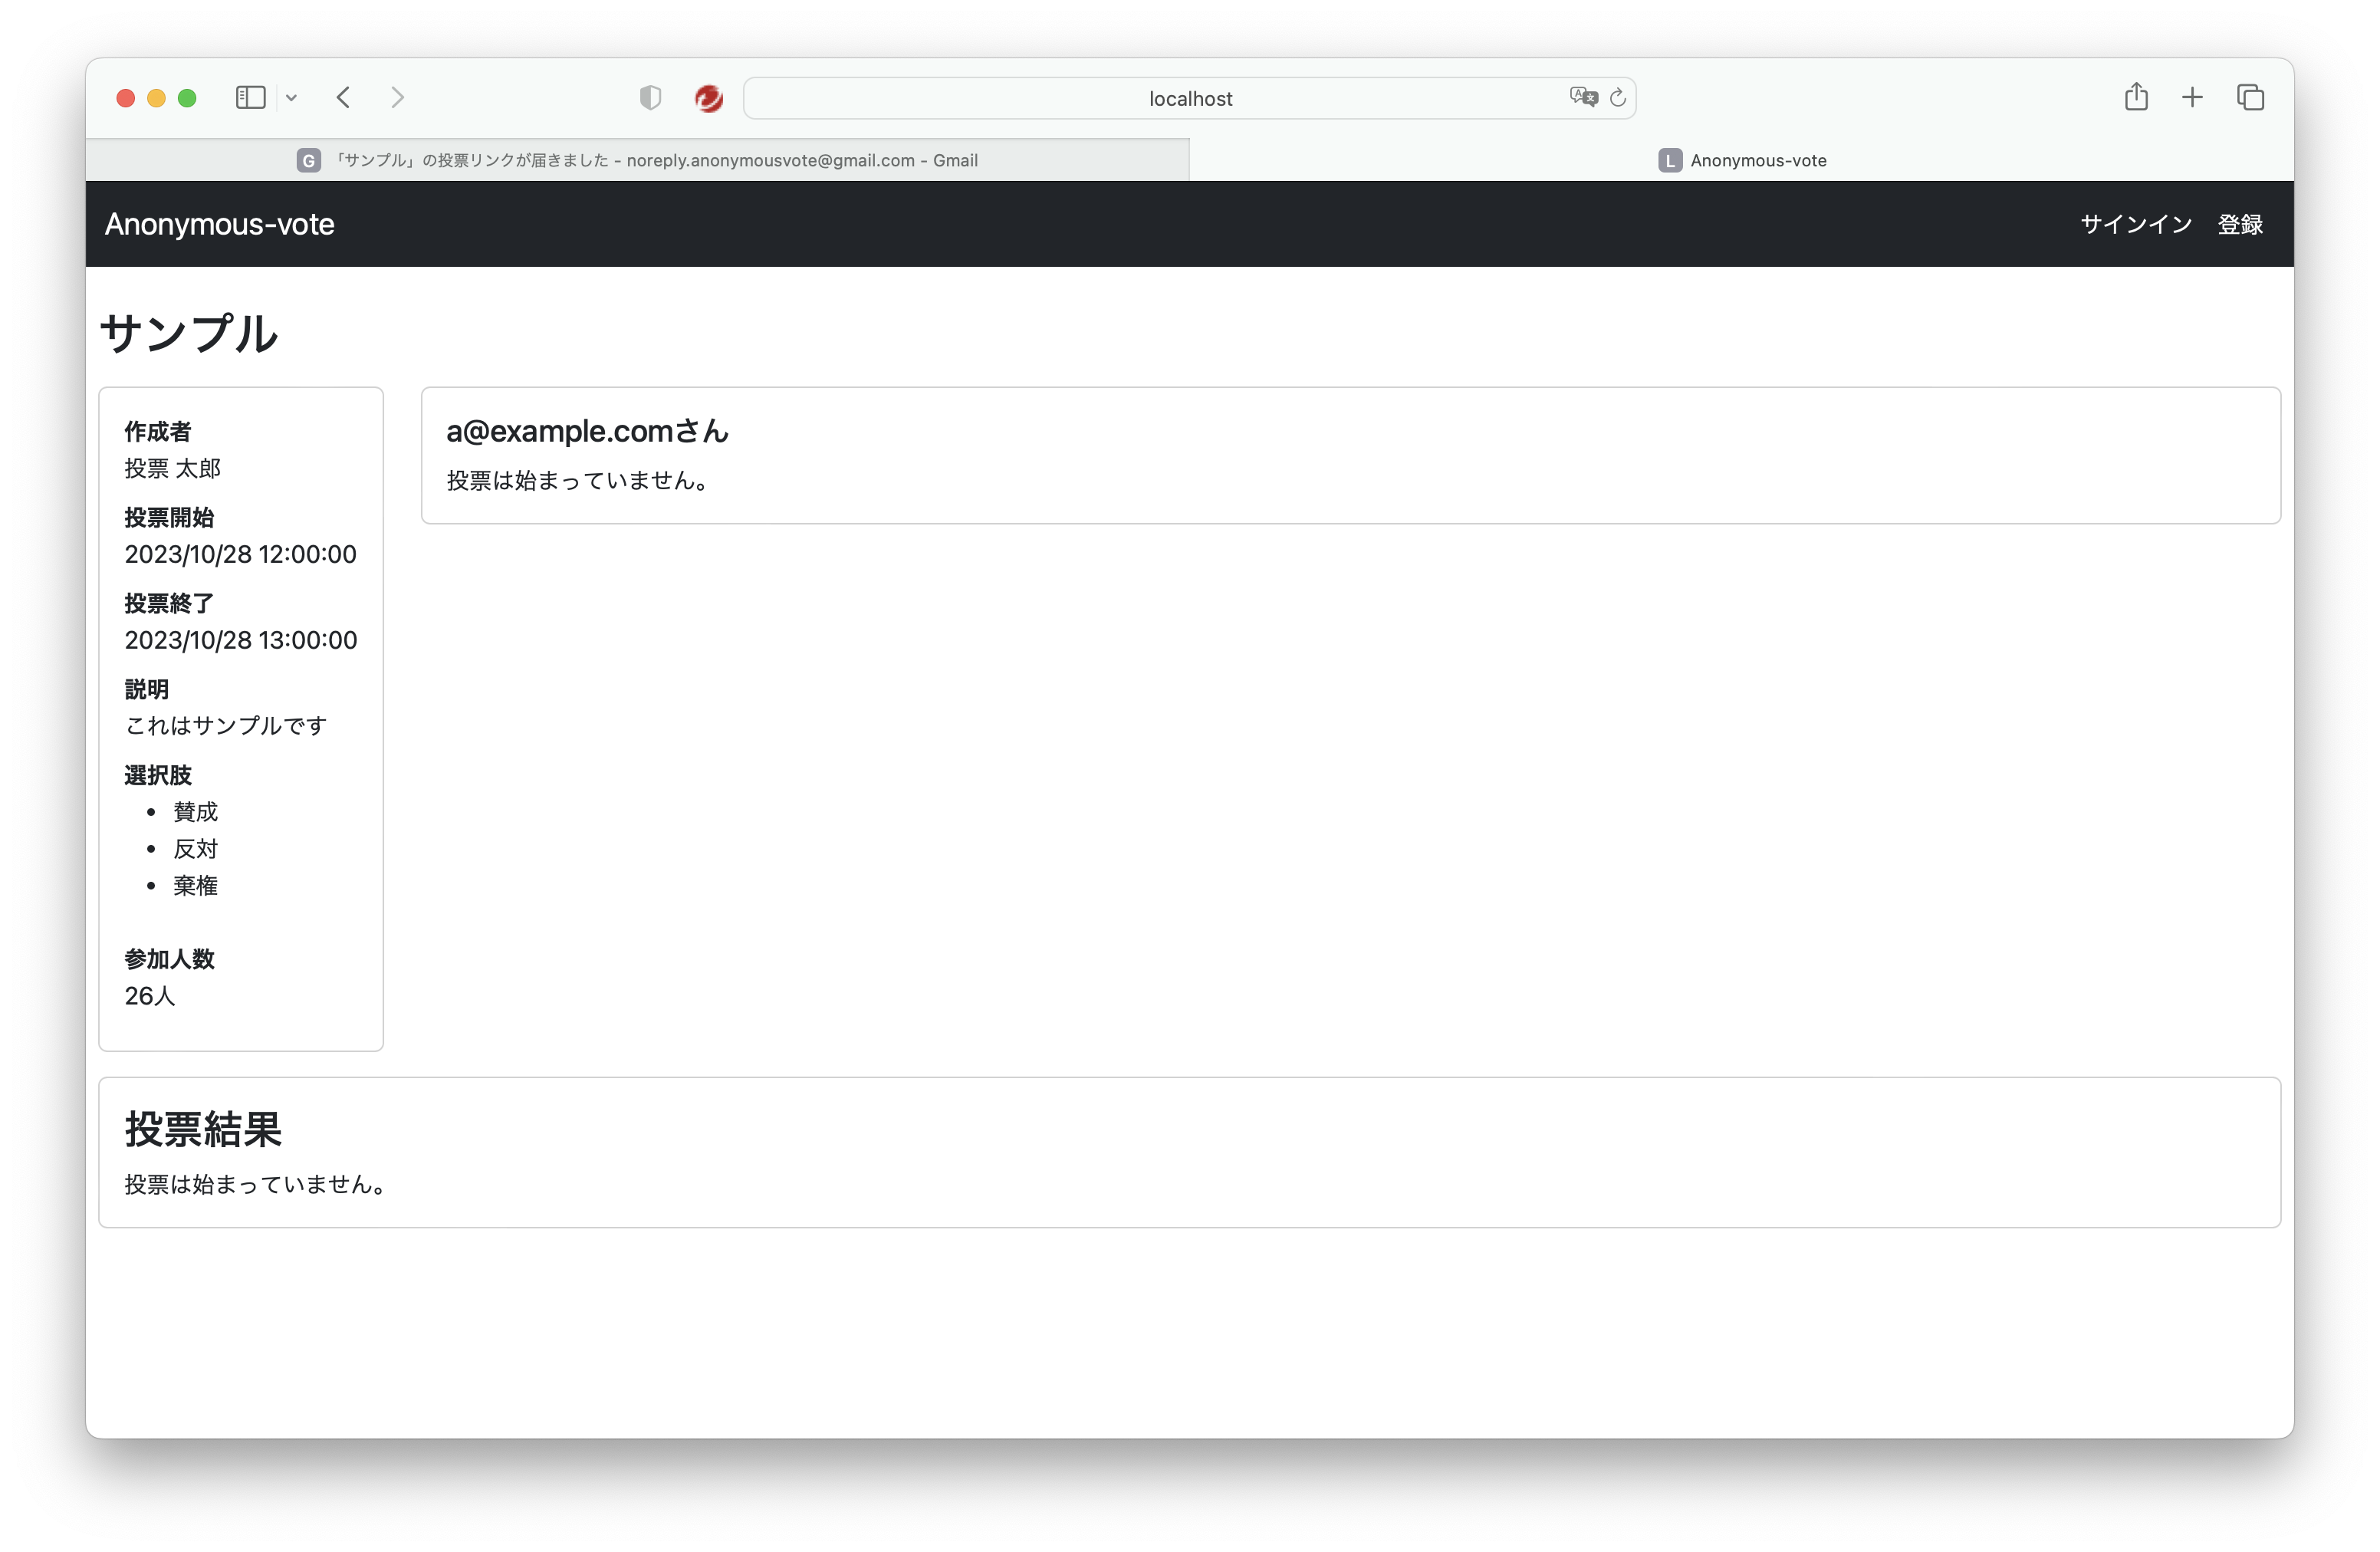 localhost
G 「サンプル」の投票リンクが届きました - noreply.anonymousvote@gmail.com - Gmail
L Anonymous-vote
Anonymous-vote
サインイン 登録
サンプル
作成者
投票 太郎
投票開始
2023/10/28 12:00:00
投票終了
2023/10/28 13:00:00
説明
これはサンプルです
選択肢
• 賛成
• 反対
• 棄権
参加人数
26人
a@example.comさん
投票は始まっていません。
投票結果
投票は始まっていません。